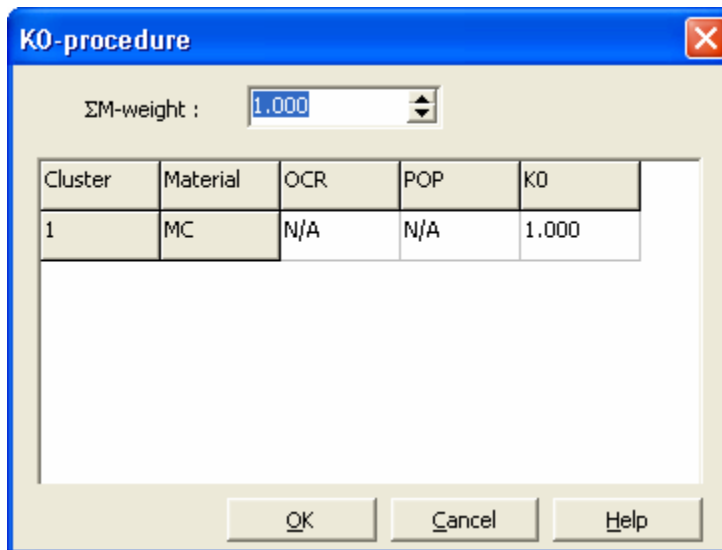 K0-procedure
ΣM-weight : 1.000
Cluster Material OCR POP K0
1 MC N/A N/A 1.000
OK Cancel Help